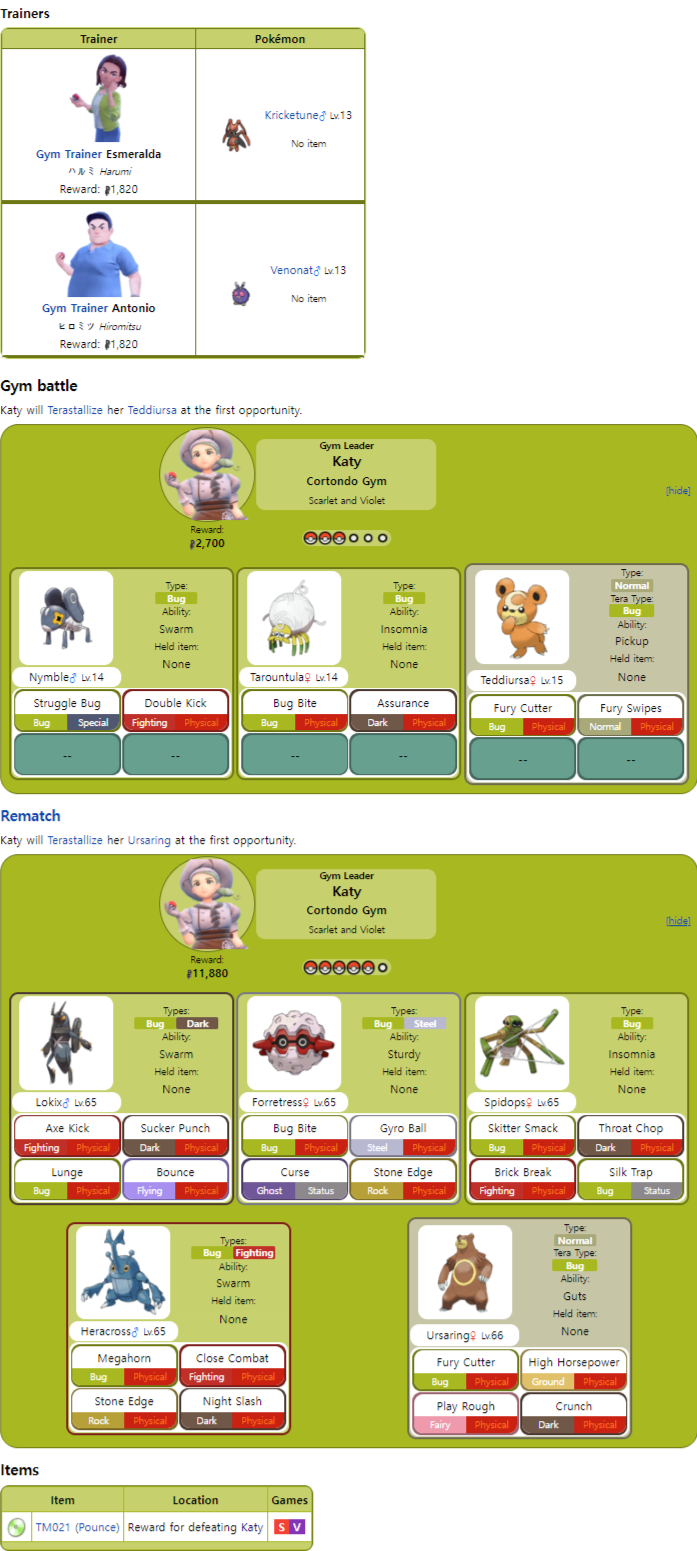 Trainers
Trainer Pokémon
Kricketune♂ Lv.13
No item
Gym Trainer Esmeralda
ハルミ Harumi
Reward: 1,820
Venonat♂ Lv.13
No item
Gym Trainer Antonio
ヒロミツ Hiromitsu
Reward: 1,820
Gym battle
Katy will Terastallize her Teddiursa at the first opportunity.
Gym Leader
Katy
Cortondo Gym
Scarlet and Violet
[hide]
Reward:
2,700
Type:
Bug
Ability:
Swarm
Held item:
None
Nymble♂ Lv.14
Struggle Bug Double Kick
Bug Special Fighting Physical
-- --
Type:
Bug
Ability:
Insomnia
Held item:
None
Tarountula♀ Lv.14
Bug Bite Assurance
Bug Physical Dark Physical
-- --
Type:
Normal
Tera Type:
Bug
Ability:
Pickup
Held item:
None
Teddiursa♀ Lv.15
Fury Cutter Fury Swipes
Bug Physical Normal Physical
-- --
Rematch
Katy will Terastallize her Ursaring at the first opportunity.
Gym Leader
Katy
Cortondo Gym
Scarlet and Violet
[hide]
Reward:
11,880
Types:
Bug Dark
Ability:
Swarm
Held item:
None
Lokix♂ Lv.65
Axe Kick Sucker Punch
Fighting Physical Dark Physical
Lunge Bounce
Bug Physical Flying Physical
Types:
Bug Steel
Ability:
Sturdy
Held item:
None
Forretress♀ Lv.65
Bug Bite Gyro Ball
Bug Physical Steel Physical
Curse Stone Edge
Ghost Status Rock Physical
Type:
Bug
Ability:
Insomnia
Held item:
None
Spidops♀ Lv.65
Skitter Smack Throat Chop
Bug Physical Dark Physical
Brick Break Silk Trap
Fighting Physical Bug Status
Types:
Bug Fighting
Ability:
Swarm
Held item:
None
Heracross♂ Lv.65
Megahorn Close Combat
Bug Physical Fighting Physical
Stone Edge Night Slash
Rock Physical Dark Physical
Type:
Normal
Tera Type:
Bug
Ability:
Guts
Held item:
None
Ursaring♀ Lv.66
Fury Cutter High Horsepower
Bug Physical Ground Physical
Play Rough Crunch
Fairy Physical Dark Physical
Items
Item Location Games
TM021 (Pounce) Reward for defeating Katy S V